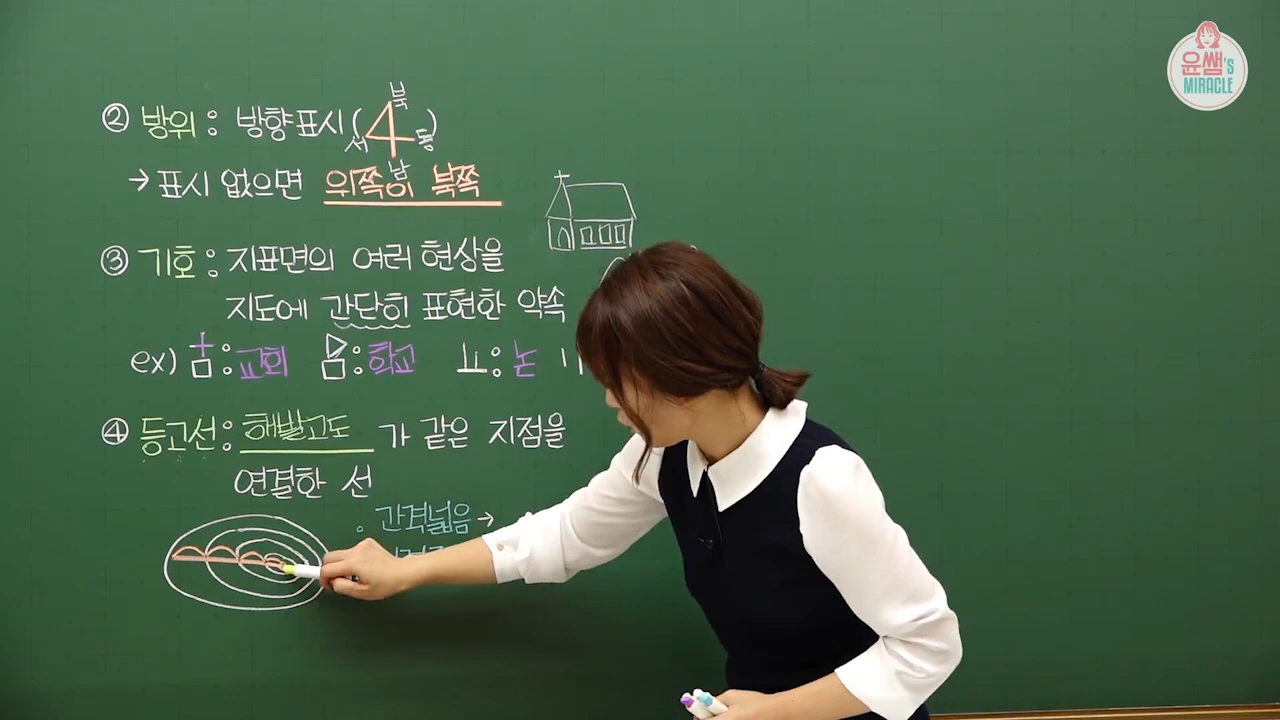 ② 방위 : 방향표시 (서 북 남 동)
→ 표시 없으면 위쪽이 북쪽
③ 기호 : 지표면의 여러 현상을
지도에 간단히 표현한 약속
ex) : 교회 : 학교 : 논
④ 등고선 : 해발고도가 같은 지점을
연결한 선
간격넓음 →
윤쌤's
MIRACLE